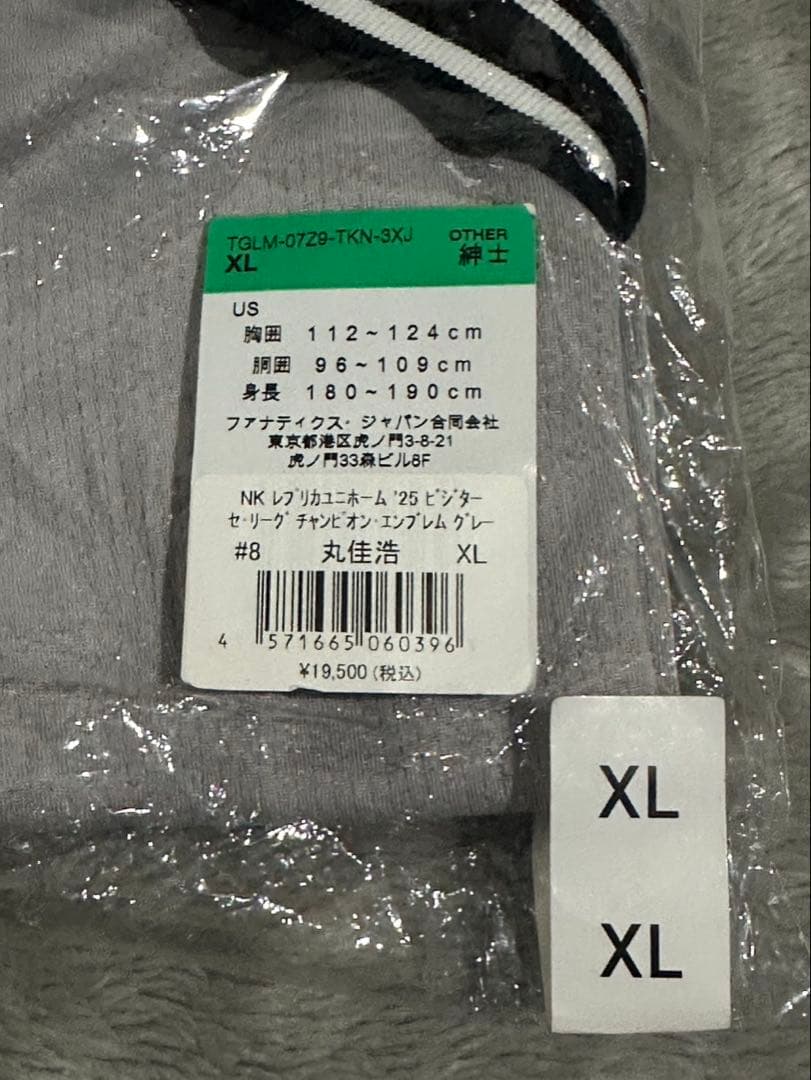 TGLM-07Z9-TKN-3XJ OTHER
XL 紳士
US
胸囲 112~124cm
胴囲 96~109cm
身長 180~190cm
ファナティクス・ジャパン合同会社
東京都港区虎ノ門3-8-21
虎ノ門33森ビル8F
NK レプリカユニホーム '25 ビジター
セ・リーグ チャンピオン・エンブレム グレー
#8 丸佳浩 XL
4 571665 060396
¥19,500(税込)
XL
XL